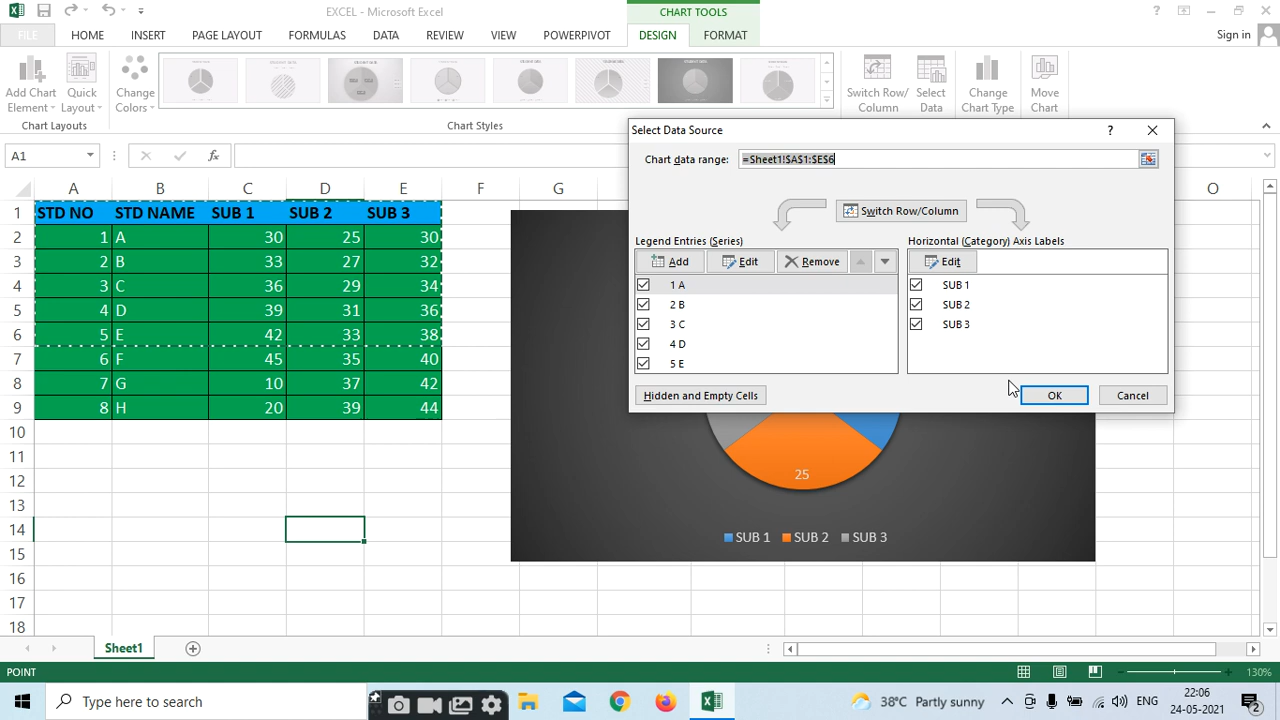 EXCEL - Microsoft Excel
CHART TOOLS
FILE HOME INSERT PAGE LAYOUT FORMULAS DATA REVIEW VIEW POWERPIVOT DESIGN FORMAT Sign in
Add Chart Element Quick Layout Change Colors Switch Row/ Column Select Data Change Chart Type Move Chart
Chart Layouts Chart Styles
A1
Select Data Source
Chart data range: =Sheet1!$A$1:$E$6
Switch Row/Column
Legend Entries (Series) Horizontal (Category) Axis Labels
Add Edit Remove Edit
1 A SUB 1
2 B SUB 2
3 C SUB 3
4 D
5 E
Hidden and Empty Cells OK Cancel
A B C D E F G O
1 STD NO STD NAME SUB 1 SUB 2 SUB 3
2 1 A 30 25 30
3 2 B 33 27 32
4 3 C 36 29 34
5 4 D 39 31 36
6 5 E 42 33 38
7 6 F 45 35 40
8 7 G 10 37 42
9 8 H 20 39 44
10
11
12
13
14
15
16
17
18
25
SUB 1 SUB 2 SUB 3
Sheet1
POINT 130%
Type here to search
38°C Partly sunny ENG 22:06
24-05-2021 2